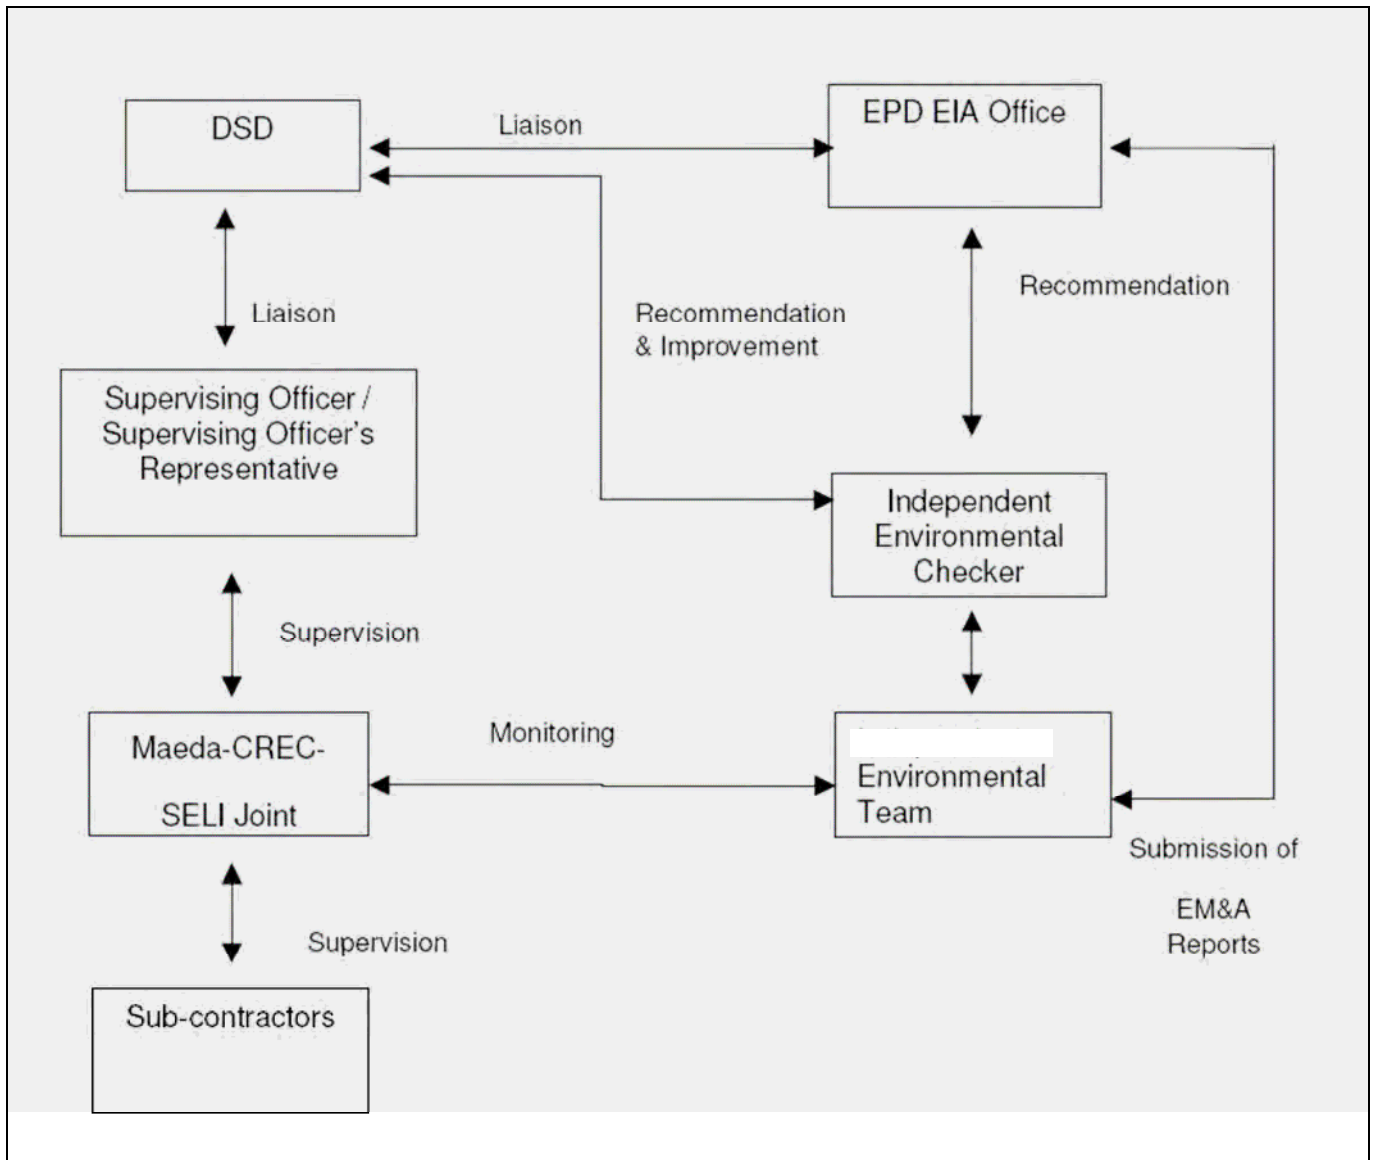 DSD
Liaison
EPD EIA Office
Liaison
Recommendation
& Improvement
Recommendation
Supervising Officer /
Supervising Officer's
Representative
Independent
Environmental
Checker
Supervision
Maeda-CREC-
SELI Joint
Monitoring
Environmental
Team
Submission of
EM&A
Reports
Supervision
Sub-contractors